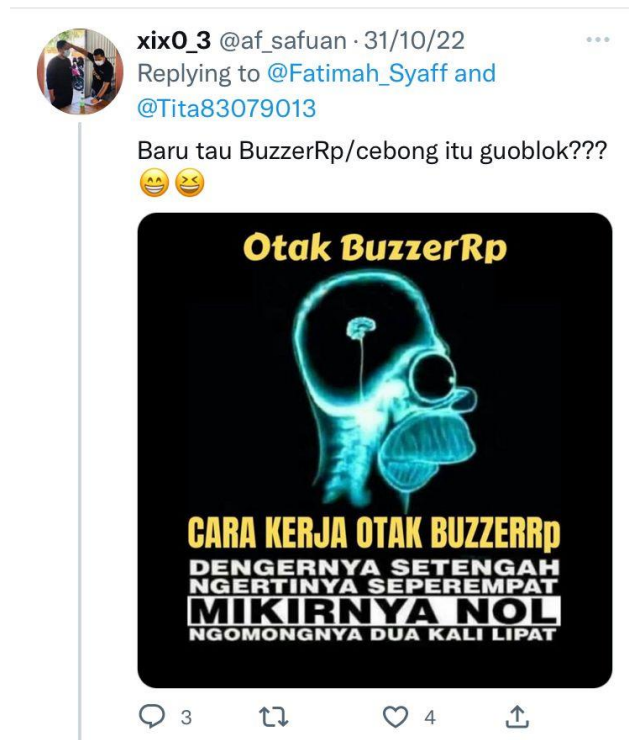 xix0_3 @af_safuan · 31/10/22
Replying to @Fatimah_Syaff and
@Tita83079013
Baru tau BuzzerRp/cebong itu guoblok???
😁😆
Otak BuzzerRp
CARA KERJA OTAK BUZZERRp
DENGERNYA SETENGAH
NGERTINYA SEPEREMPAT
MIKIRNYA NOL
NGOMONGNYA DUA KALI LIPAT
3
4